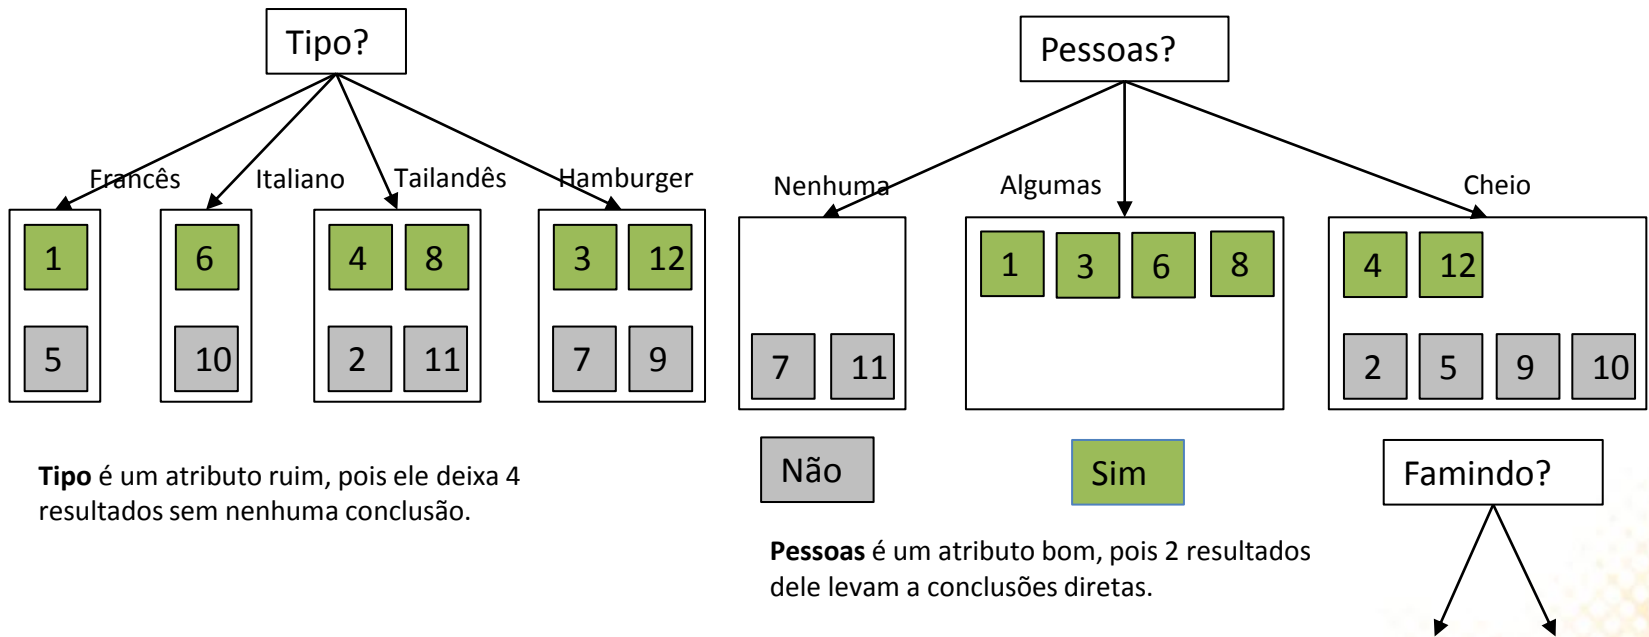 Tipo?
Francês
Italiano
Tailandês
Hamburger
1
6
4 8
3 12
5
10
2 11
7 9
Tipo é um atributo ruim, pois ele deixa 4
resultados sem nenhuma conclusão.
Pessoas?
Nenhuma
Algumas
Cheio
1 3 6 8
4 12
7 11
2 5 9 10
Não
Sim
Famindo?
Pessoas é um atributo bom, pois 2 resultados
dele levam a conclusões diretas.